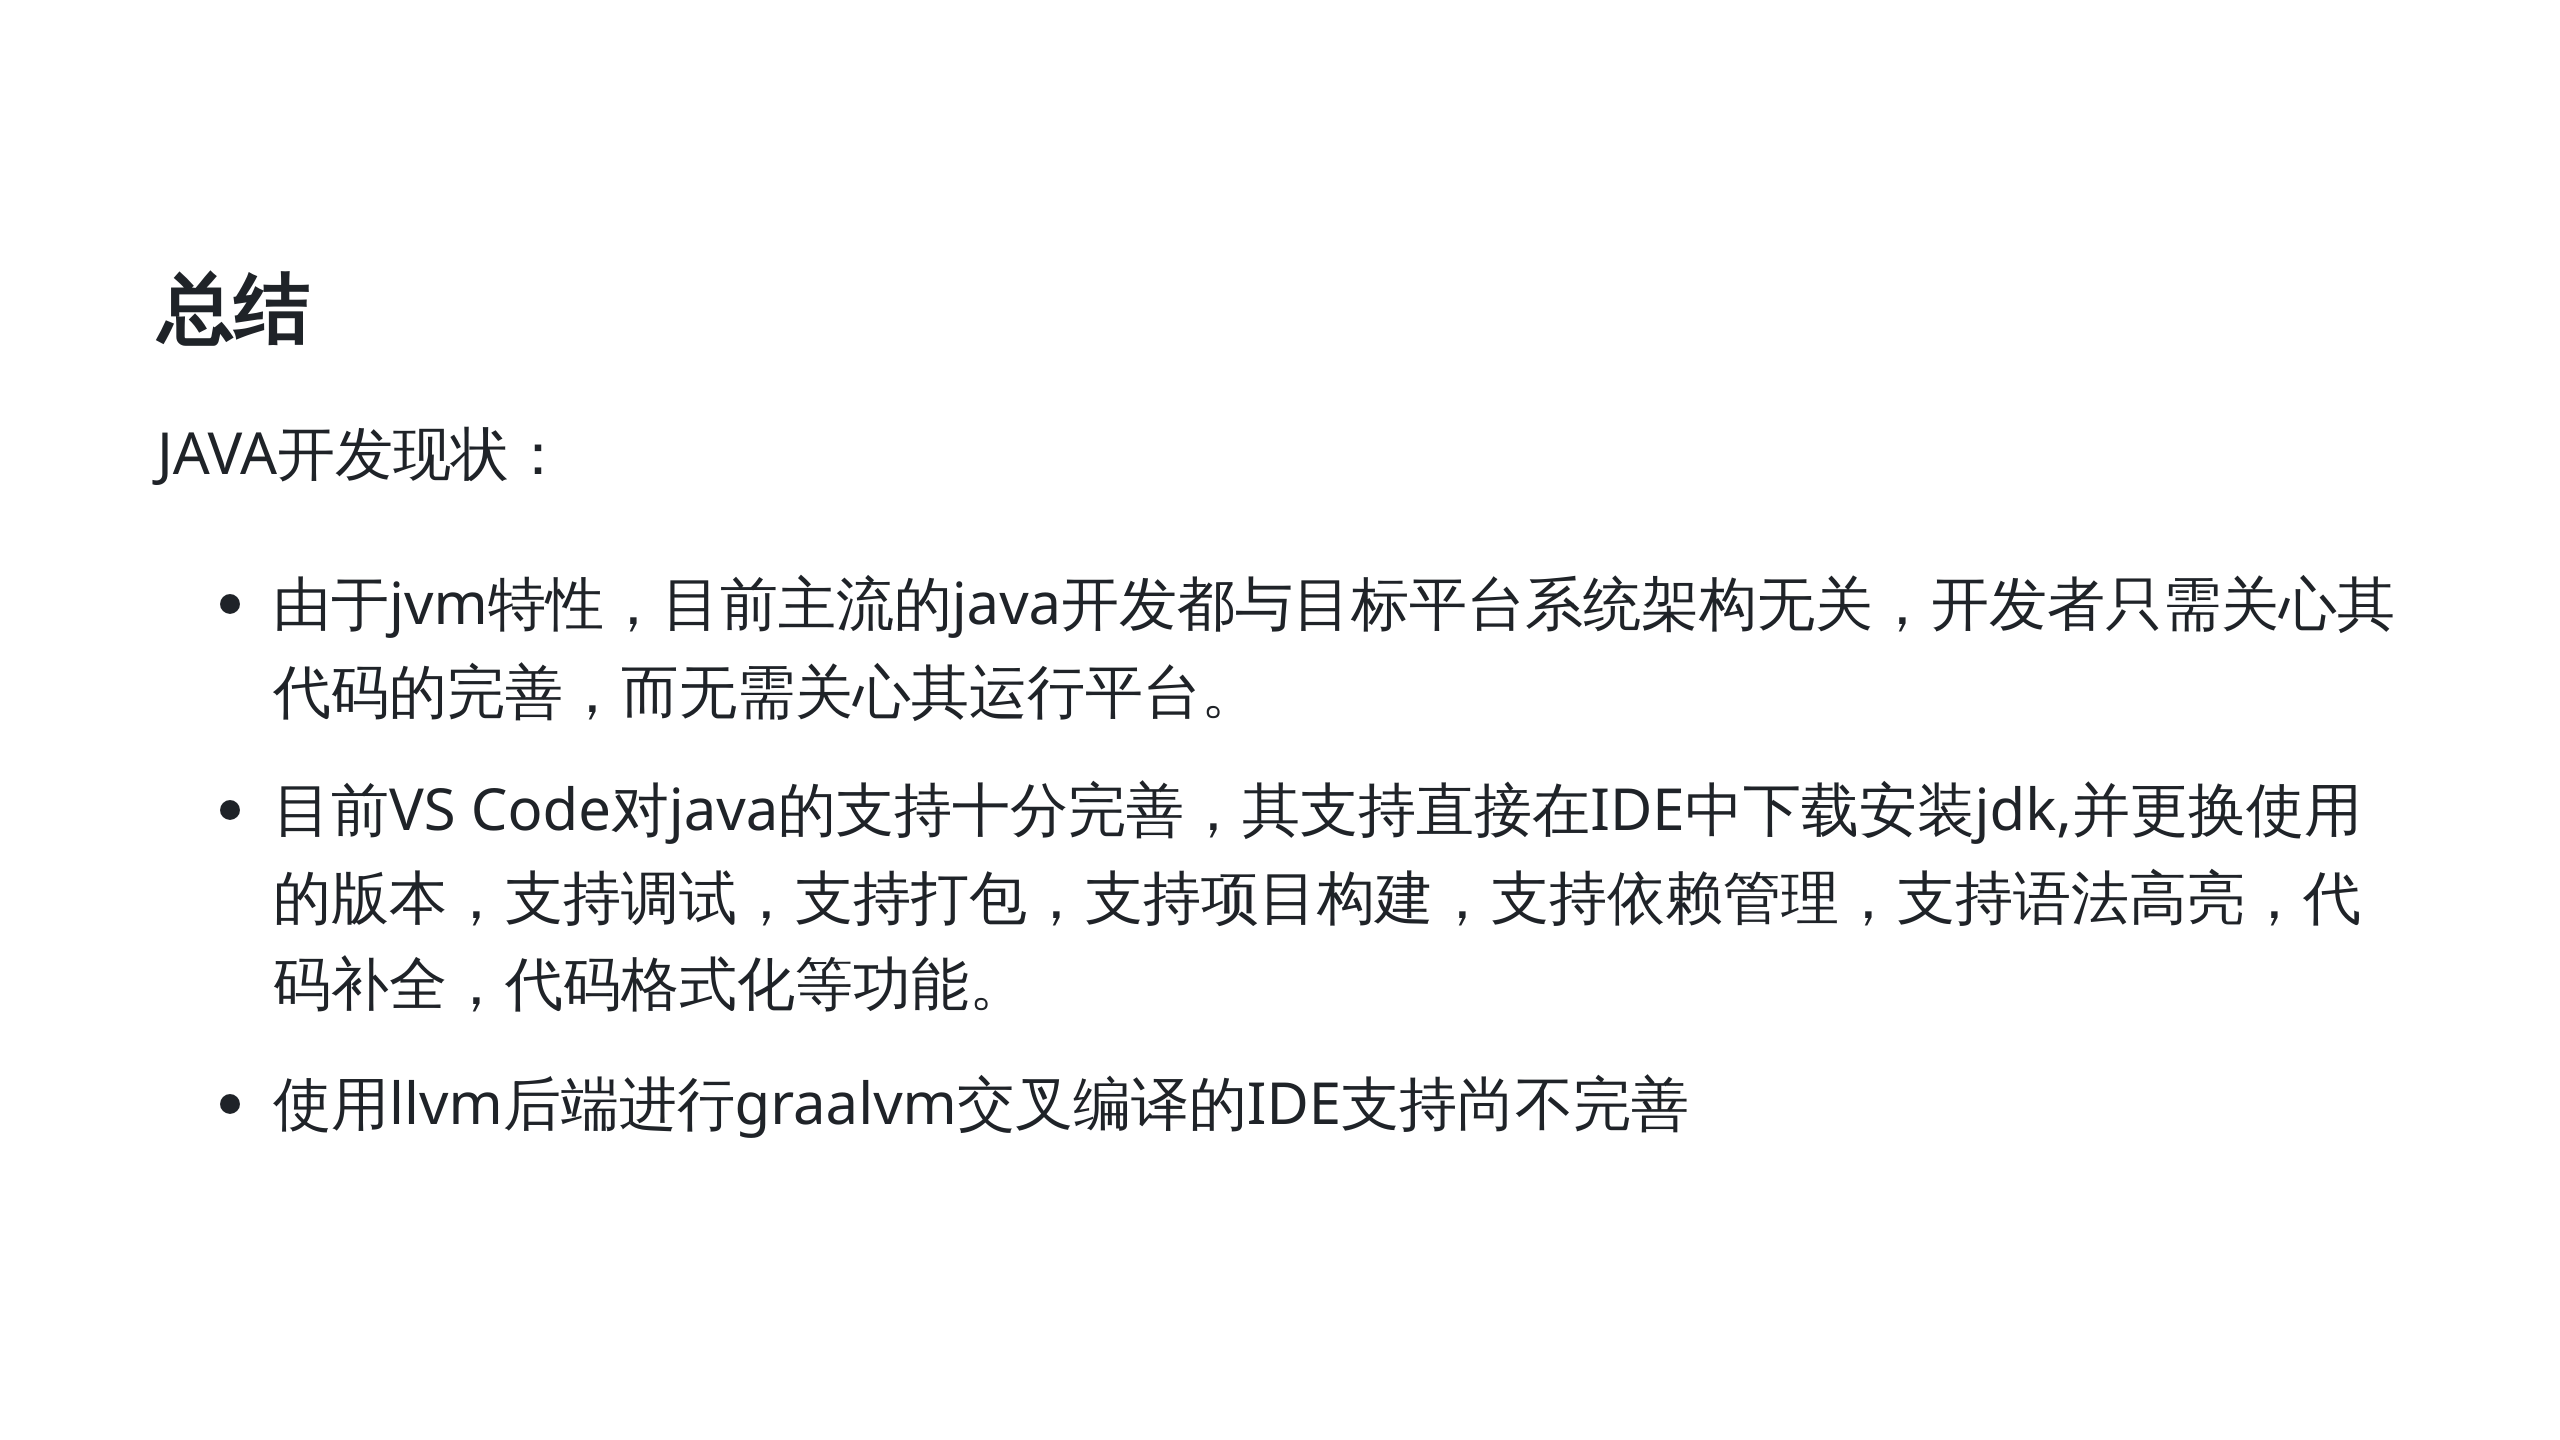 总结
JAVA开发现状：
由于jvm特性，目前主流的java开发都与目标平台系统架构无关，开发者只需关心其
代码的完善，而无需关心其运行平台。
目前VS Code对java的支持十分完善，其支持直接在IDE中下载安装jdk,并更换使用
的版本，支持调试，支持打包，支持项目构建，支持依赖管理，支持语法高亮，代
码补全，代码格式化等功能。
使用llvm后端进行graalvm交叉编译的IDE支持尚不完善